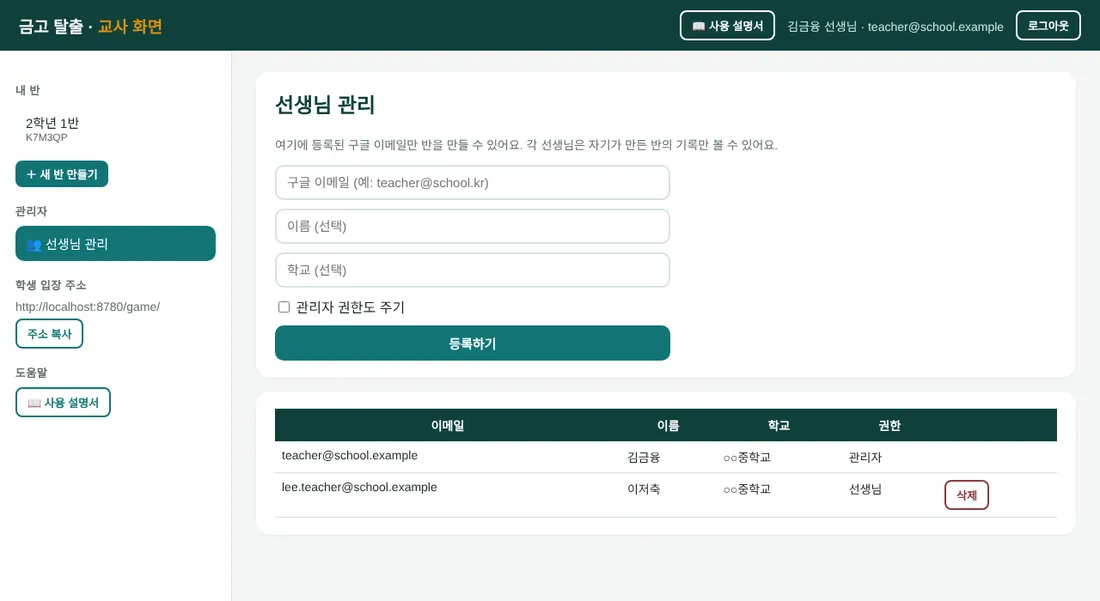 금고 탈출 · 교사 화면
📖 사용 설명서
김금융 선생님 · teacher@school.example
로그아웃
내 반
2학년 1반
K7M3QP
+ 새 반 만들기
관리자
👥 선생님 관리
학생 입장 주소
http://localhost:8780/game/
주소 복사
도움말
📖 사용 설명서
선생님 관리
여기에 등록된 구글 이메일만 반을 만들 수 있어요. 각 선생님은 자기가 만든 반의 기록만 볼 수 있어요.
구글 이메일 (예: teacher@school.kr)
이름 (선택)
학교 (선택)
관리자 권한도 주기
등록하기
이메일 이름 학교 권한
teacher@school.example 김금융 ○○중학교 관리자
lee.teacher@school.example 이저축 ○○중학교 선생님 삭제